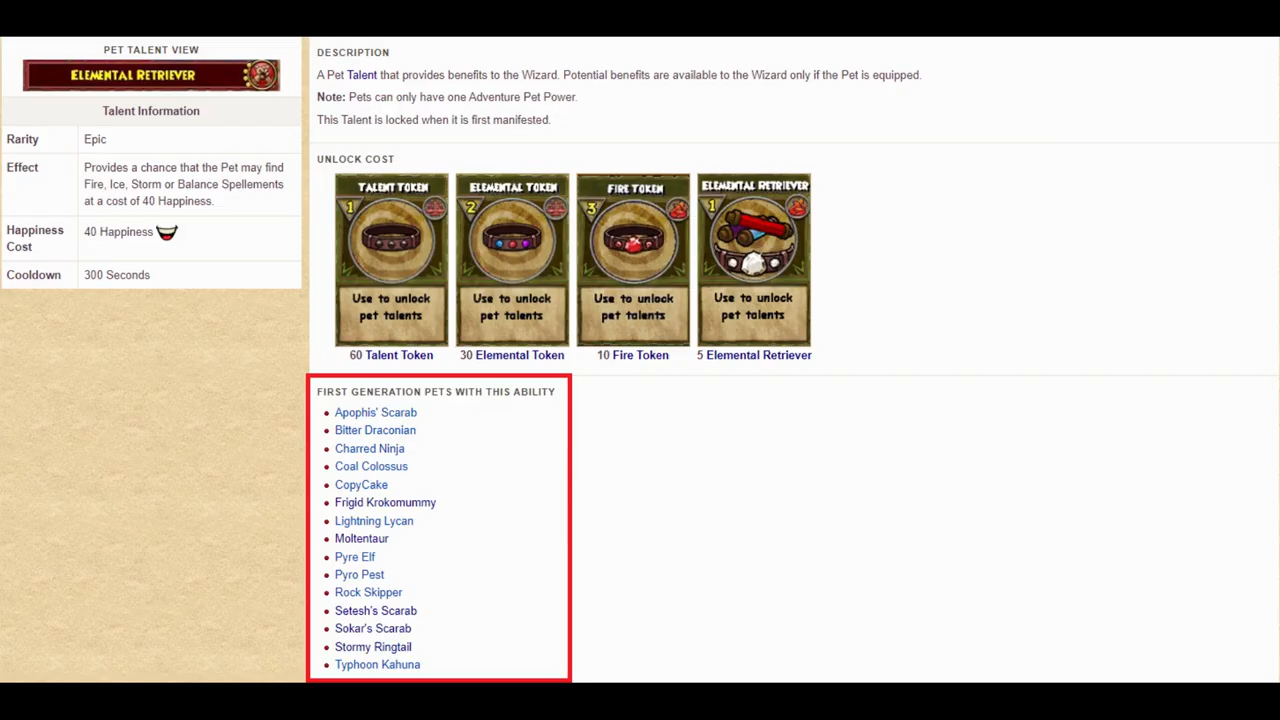 PET TALENT VIEW
ELEMENTAL RETRIEVER
Talent Information
Rarity Epic
Effect Provides a chance that the Pet may find
Fire, Ice, Storm or Balance Spellements
at a cost of 40 Happiness.
Happiness
Cost 40 Happiness
Cooldown 300 Seconds
DESCRIPTION
A Pet Talent that provides benefits to the Wizard. Potential benefits are available to the Wizard only if the Pet is equipped.
Note: Pets can only have one Adventure Pet Power.
This Talent is locked when it is first manifested.
UNLOCK COST
TALENT TOKEN
1
Use to unlock
pet talents
60 Talent Token
ELEMENTAL TOKEN
2
Use to unlock
pet talents
30 Elemental Token
FIRE TOKEN
3
Use to unlock
pet talents
10 Fire Token
ELEMENTAL RETRIEVER
1
Use to unlock
pet talents
5 Elemental Retriever
FIRST GENERATION PETS WITH THIS ABILITY
Apophis' Scarab
Bitter Draconian
Charred Ninja
Coal Colossus
CopyCake
Frigid Krokomummy
Lightning Lycan
Moltentaur
Pyre Elf
Pyro Pest
Rock Skipper
Setesh's Scarab
Sokar's Scarab
Stormy Ringtail
Typhoon Kahuna